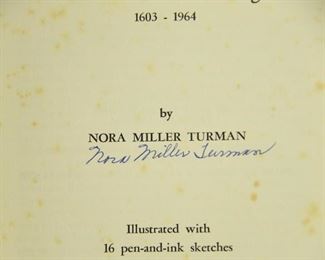 1603 - 1964
by
NORA MILLER TURMAN
Nora Miller Turman
Illustrated with
16 pen-and-ink sketches